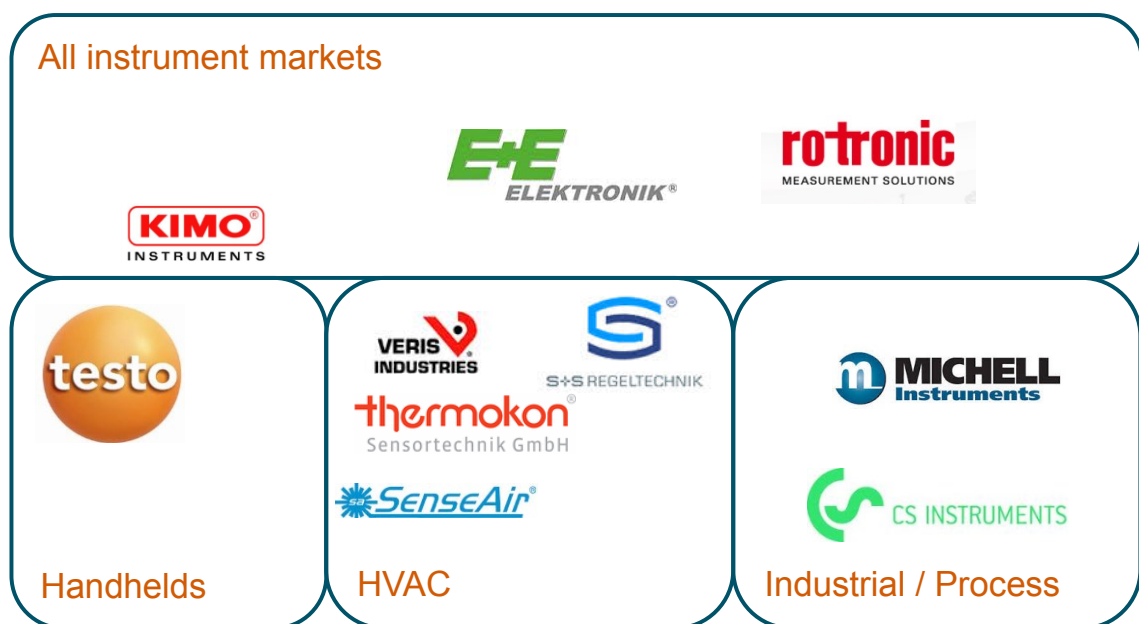 All instrument markets
E+E
ELEKTRONIK®
rotronic
MEASUREMENT SOLUTIONS
KIMO®
INSTRUMENTS
testo
Handhelds
VERIS
INDUSTRIES
®
S+S REGELTECHNIK
thermokon®
Sensortechnik GmbH
sa SenseAir®
HVAC
m MICHELL
Instruments
CS INSTRUMENTS
Industrial / Process